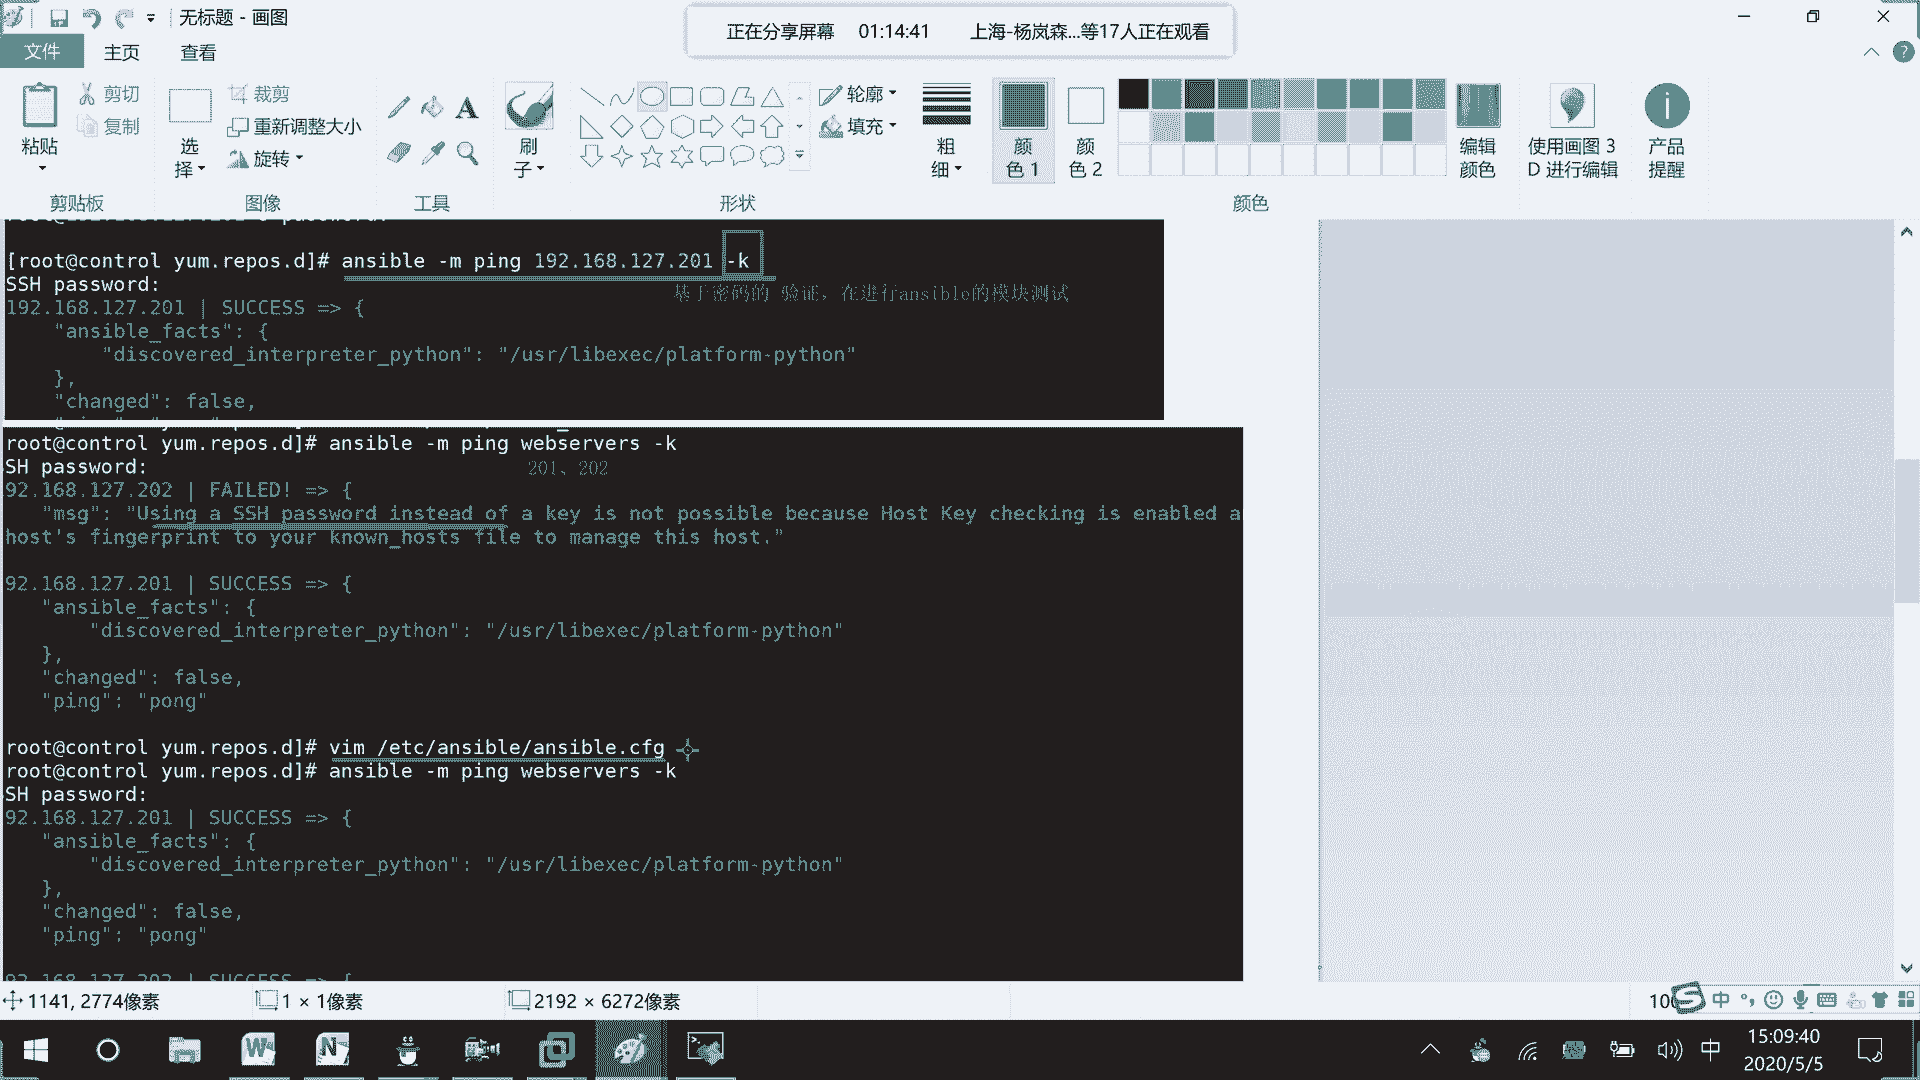 无标题 - 画图
正在分享屏幕 01:14:41 上海-杨岚森...等17人正在观看
文件 主页 查看
粘贴
剪切
复制
剪贴板
选择
裁剪
重新调整大小
旋转
图像
A
工具
刷子
形状
轮廓
填充
粗细
颜色 1
颜色 2
颜色
编辑颜色
使用画图 3D 进行编辑
产品提醒
[root@control yum.repos.d]# ansible -m ping 192.168.127.201 -k
SSH password:
基于密码的 验证，在进行ansible的模块测试
192.168.127.201 | SUCCESS => {
"ansible_facts": {
"discovered_interpreter_python": "/usr/libexec/platform-python"
},
"changed": false,
root@control yum.repos.d]# ansible -m ping webservers -k
SH password:
201、202
92.168.127.202 | FAILED! => {
"msg": "Using a SSH password instead of a key is not possible because Host Key checking is enabled a
host's fingerprint to your known_hosts file to manage this host."
92.168.127.201 | SUCCESS => {
"ansible_facts": {
"discovered_interpreter_python": "/usr/libexec/platform-python"
},
"changed": false,
"ping": "pong"
root@control yum.repos.d]# vim /etc/ansible/ansible.cfg
root@control yum.repos.d]# ansible -m ping webservers -k
SH password:
92.168.127.201 | SUCCESS => {
"ansible_facts": {
"discovered_interpreter_python": "/usr/libexec/platform-python"
},
"changed": false,
"ping": "pong"
92.168.127.202 | SUCCESS => {
1141, 2774像素 1 × 1像素 2192 × 6272像素 100
中
中 15:09:40
2020/5/5